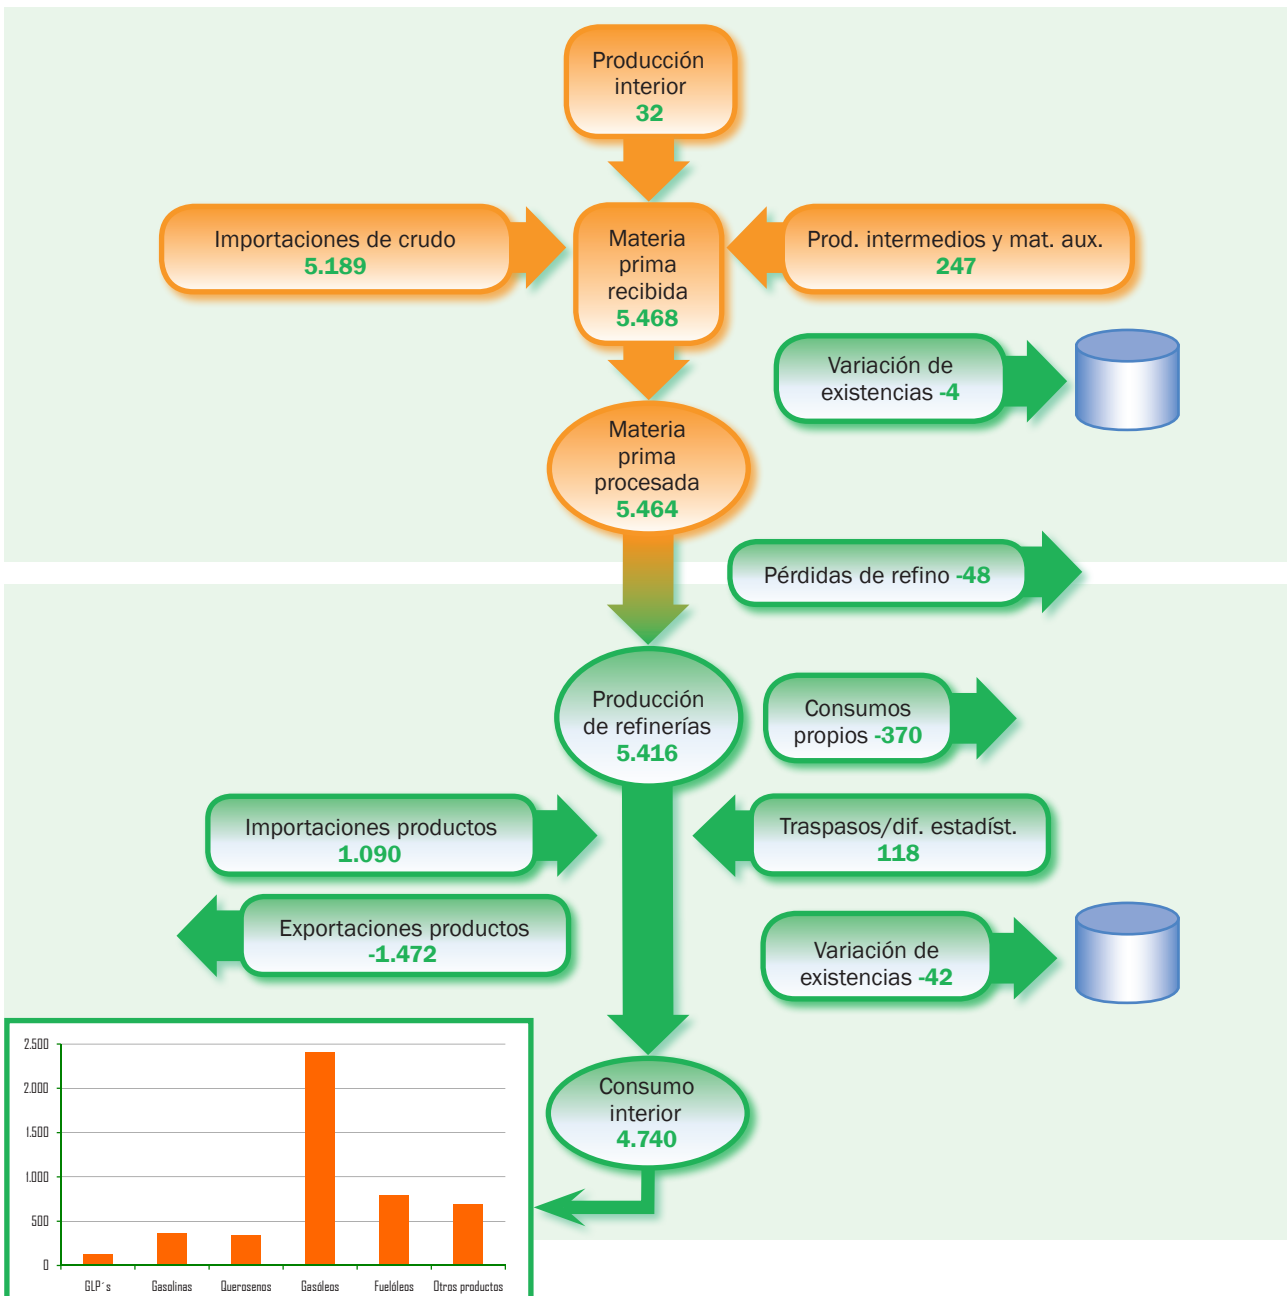 Producción
interior
32
Importaciones de crudo
5.189
Materia
prima
recibida
5.468
Prod. intermedios y mat. aux.
247
Variación de
existencias -4
Materia
prima
procesada
5.464
Pérdidas de refino -48
Producción
de refinerías
5.416
Consumos
propios -370
Importaciones productos
1.090
Traspasos/dif. estadíst.
118
Exportaciones productos
-1.472
Variación de
existencias -42
Consumo
interior
4.740
2.500
2.000
1.500
1.000
500
0
GLP´s Gasolinas Querosenos Gasóleos Fuelóleos Otros productos